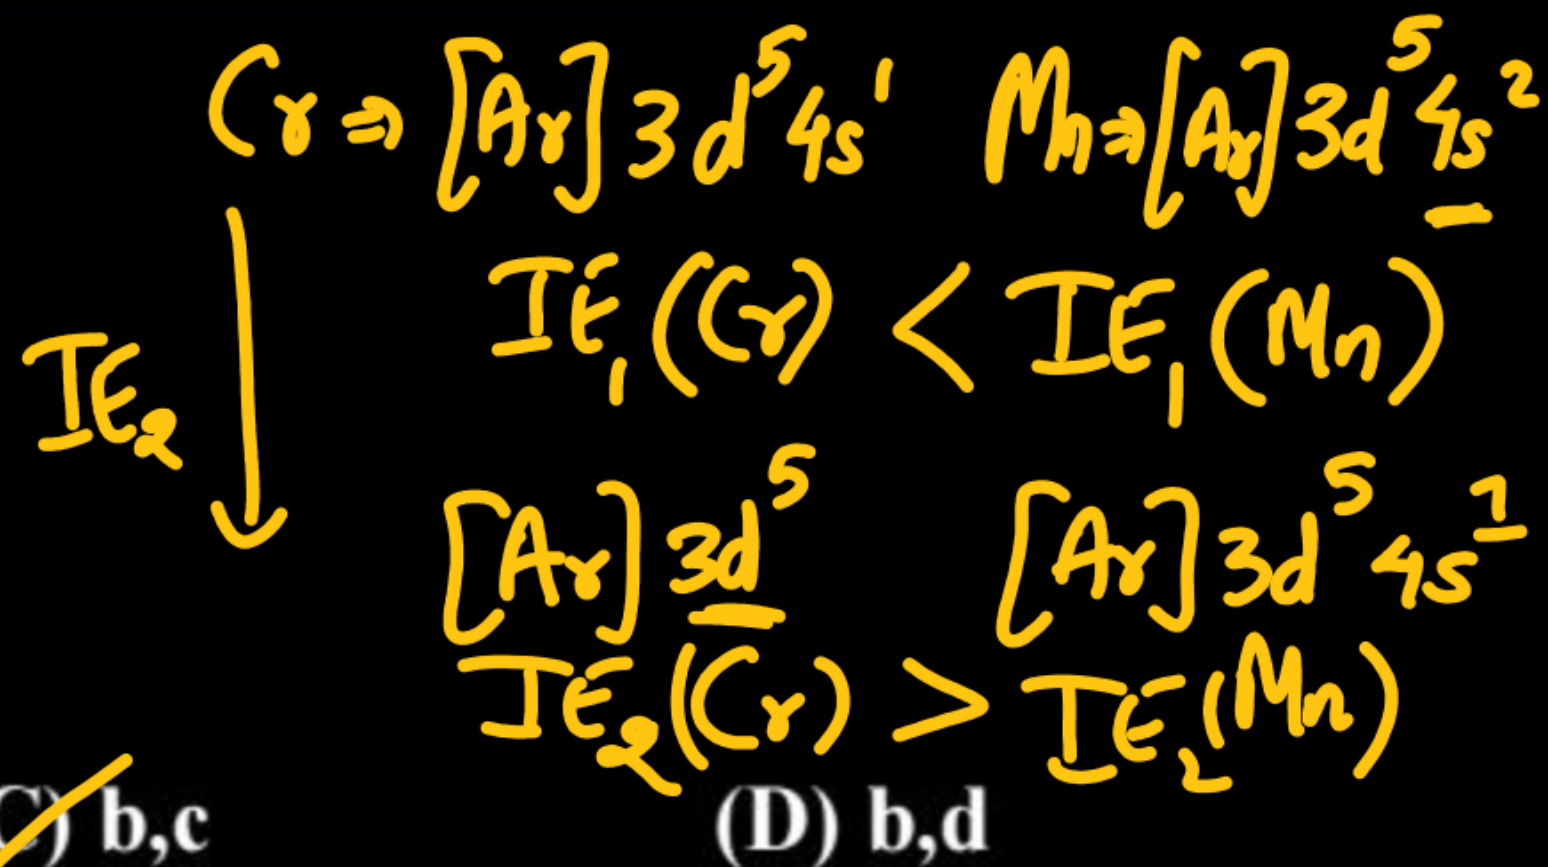 Cr ⇒ [Ar] 3d⁵ 4s¹ Mn ⇒ [Ar] 3d⁵ 4s²
IE₁ (Cr) < IE₁ (Mn)
IE₂
[Ar] 3d⁵ [Ar] 3d⁵ 4s¹
IE₂ (Cr) > IE₂ (Mn)
C) b,c (D) b,d